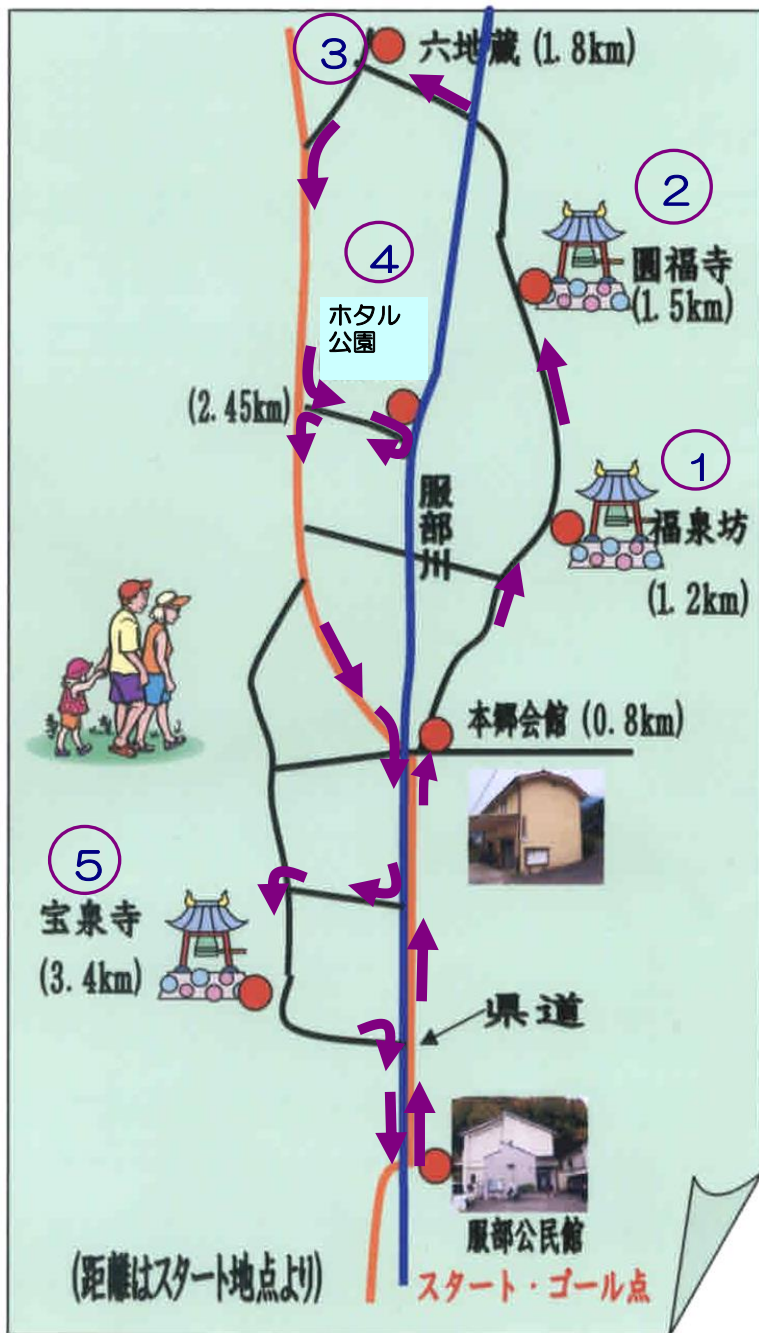 ③
六地蔵 (1.8km)
②
圓福寺
(1.5km)
④
ホタル
公園
(2.45km)
服部川
①
福泉坊
(1.2km)
本郷会館 (0.8km)
⑤
宝泉寺
(3.4km)
県道
服部公民館
(距離はスタート地点より)
スタート・ゴール点